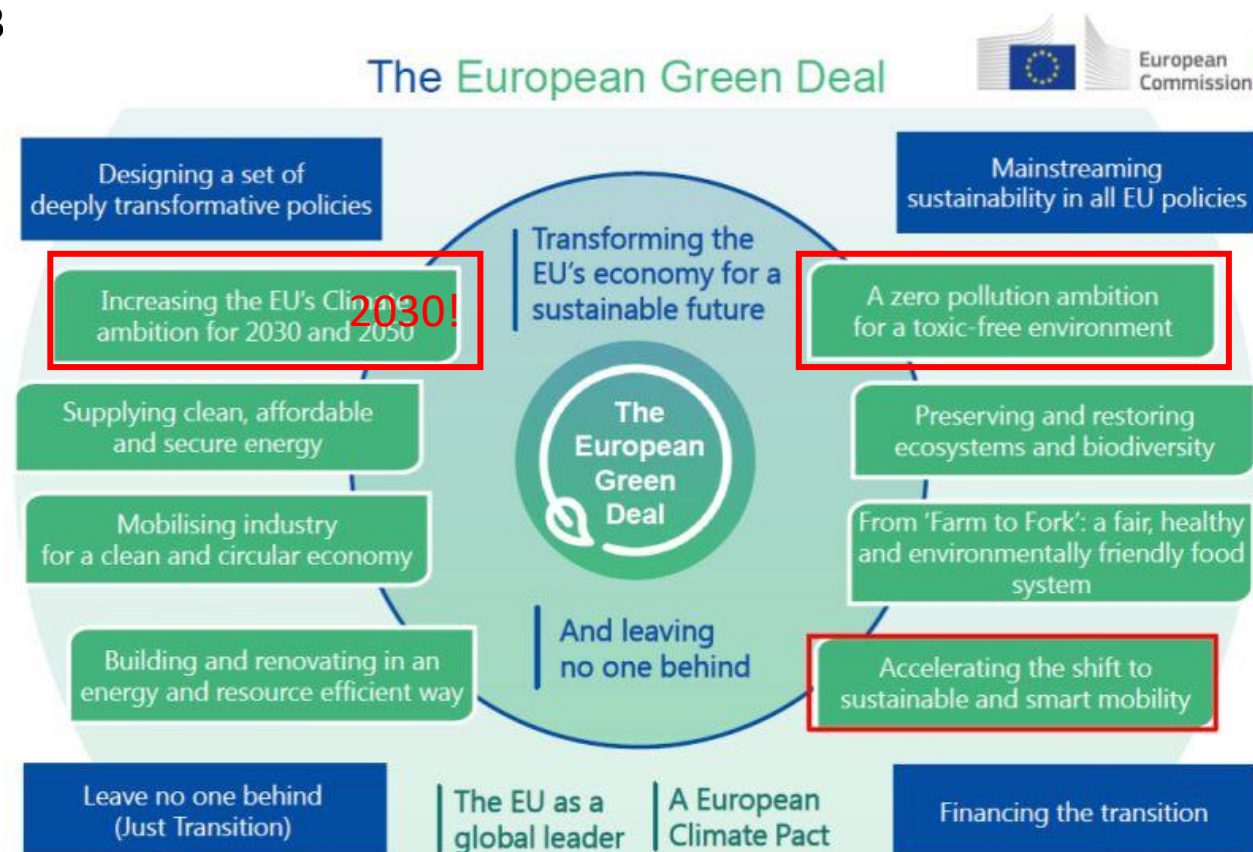 The European Green Deal
European
Commission
Designing a set of
deeply transformative policies
Mainstreaming
sustainability in all EU policies
Transforming the
EU's economy for a
sustainable future
Increasing the EU's Climate
ambition for 2030 and 2050
2030!
A zero pollution ambition
for a toxic-free environment
Supplying clean, affordable
and secure energy
The
European
Green
Deal
Preserving and restoring
ecosystems and biodiversity
Mobilising industry
for a clean and circular economy
From 'Farm to Fork': a fair, healthy
and environmentally friendly food
system
And leaving
no one behind
Building and renovating in an
energy and resource efficient way
Accelerating the shift to
sustainable and smart mobility
Leave no one behind
(Just Transition)
The EU as a
global leader
A European
Climate Pact
Financing the transition